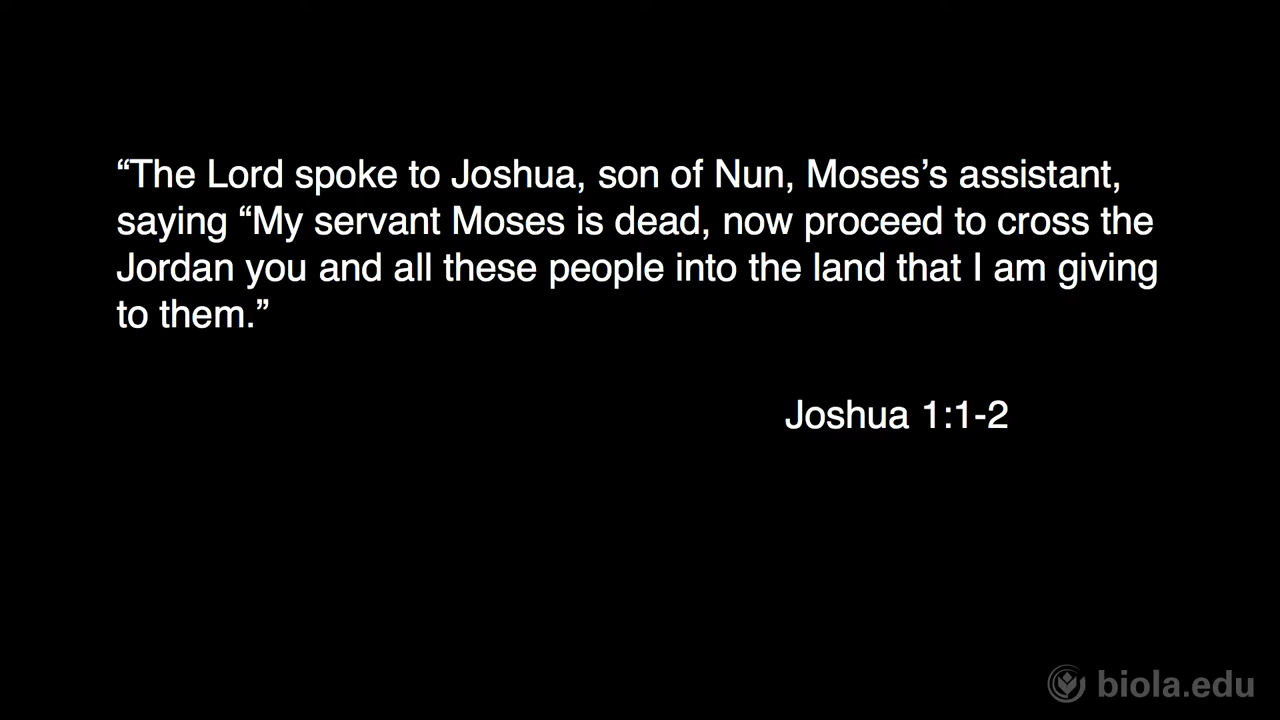 “The Lord spoke to Joshua, son of Nun, Moses’s assistant,
saying “My servant Moses is dead, now proceed to cross the
Jordan you and all these people into the land that I am giving
to them.”
Joshua 1:1-2
biola.edu